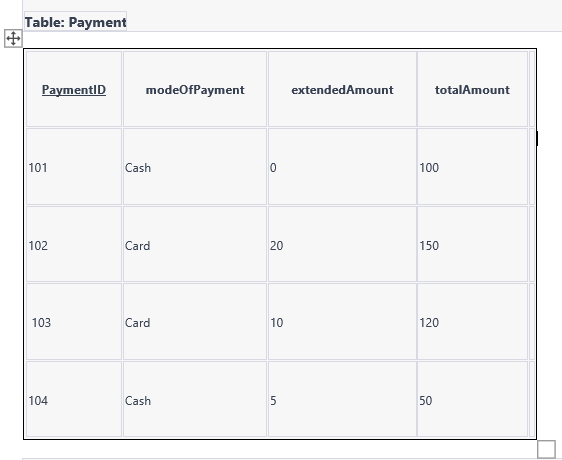 Table: Payment
PaymentID modeOfPayment extendedAmount totalAmount
101 Cash 0 100
102 Card 20 150
103 Card 10 120
104 Cash 5 50